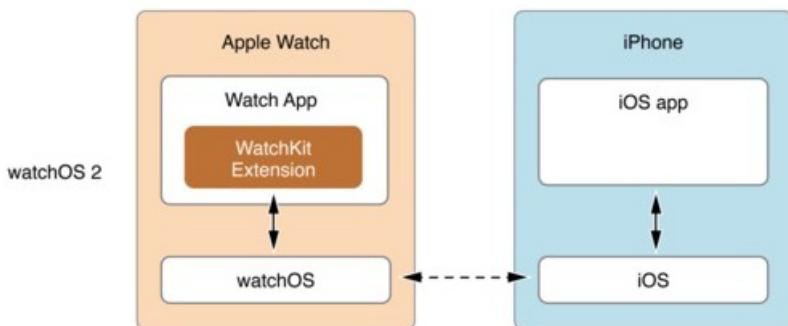 Apple Watch
iPhone
Watch App
iOS app
WatchKit
Extension
watchOS 2
watchOS
iOS